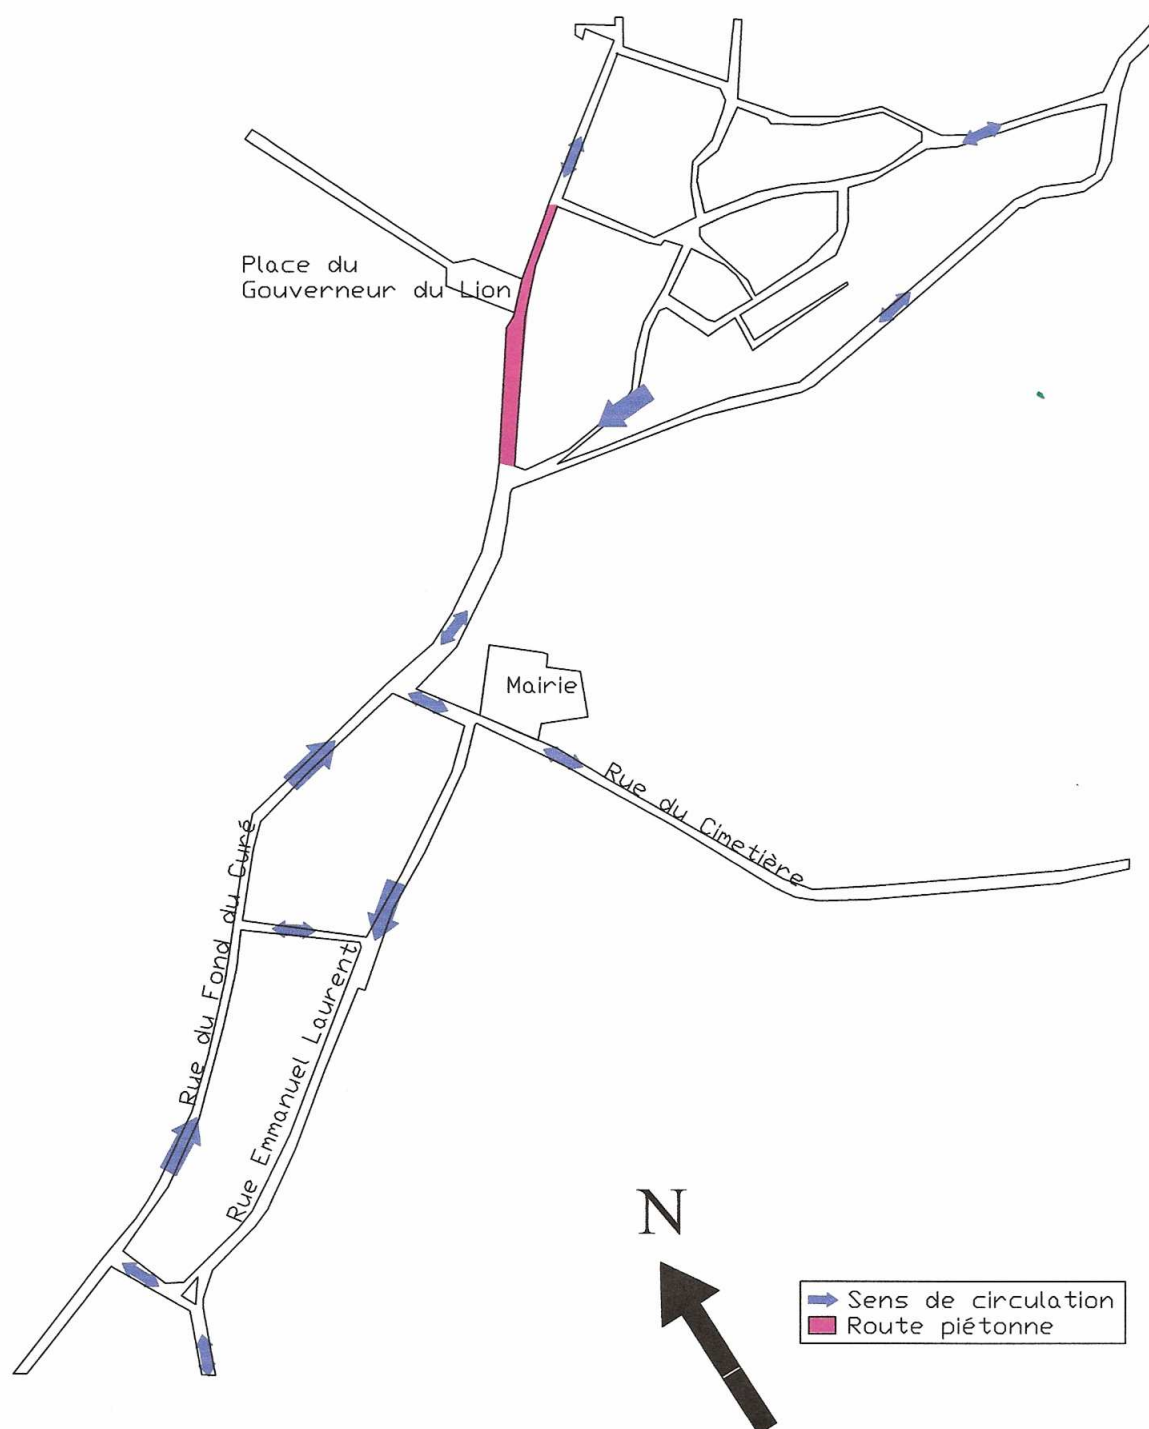 Place du
Gouverneur du Lion
Mairie
Rue du Cimetière
Rue du Fond du Curé
Rue Emmanuel Laurent
N
Sens de circulation
Route piétonne